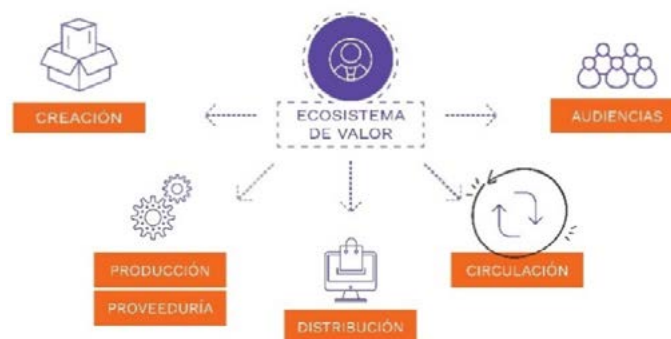 ECOSISTEMA
DE VALOR
CREACIÓN
AUDIENCIAS
PRODUCCIÓN
PROVEEDURÍA
DISTRIBUCIÓN
CIRCULACIÓN